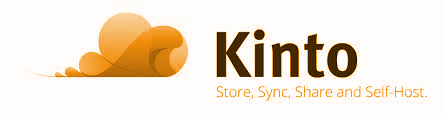 Kinto
Store, Sync, Share and Self-Host.